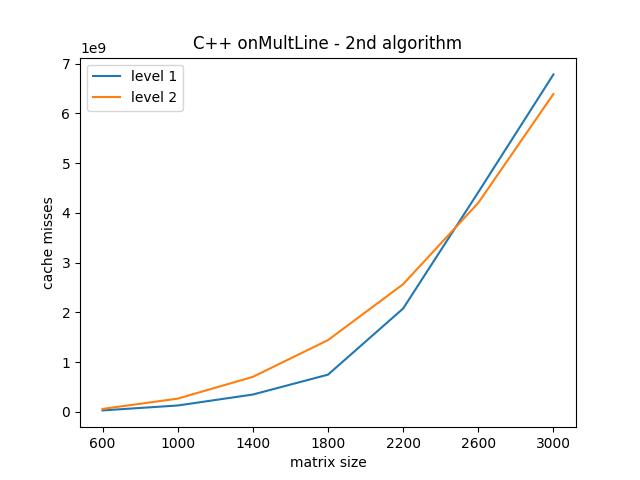 C++ onMultLine - 2nd algorithm
1e9
7
6
5
4
3
2
1
0
cache misses
level 1
level 2
600 1000 1400 1800 2200 2600 3000
matrix size